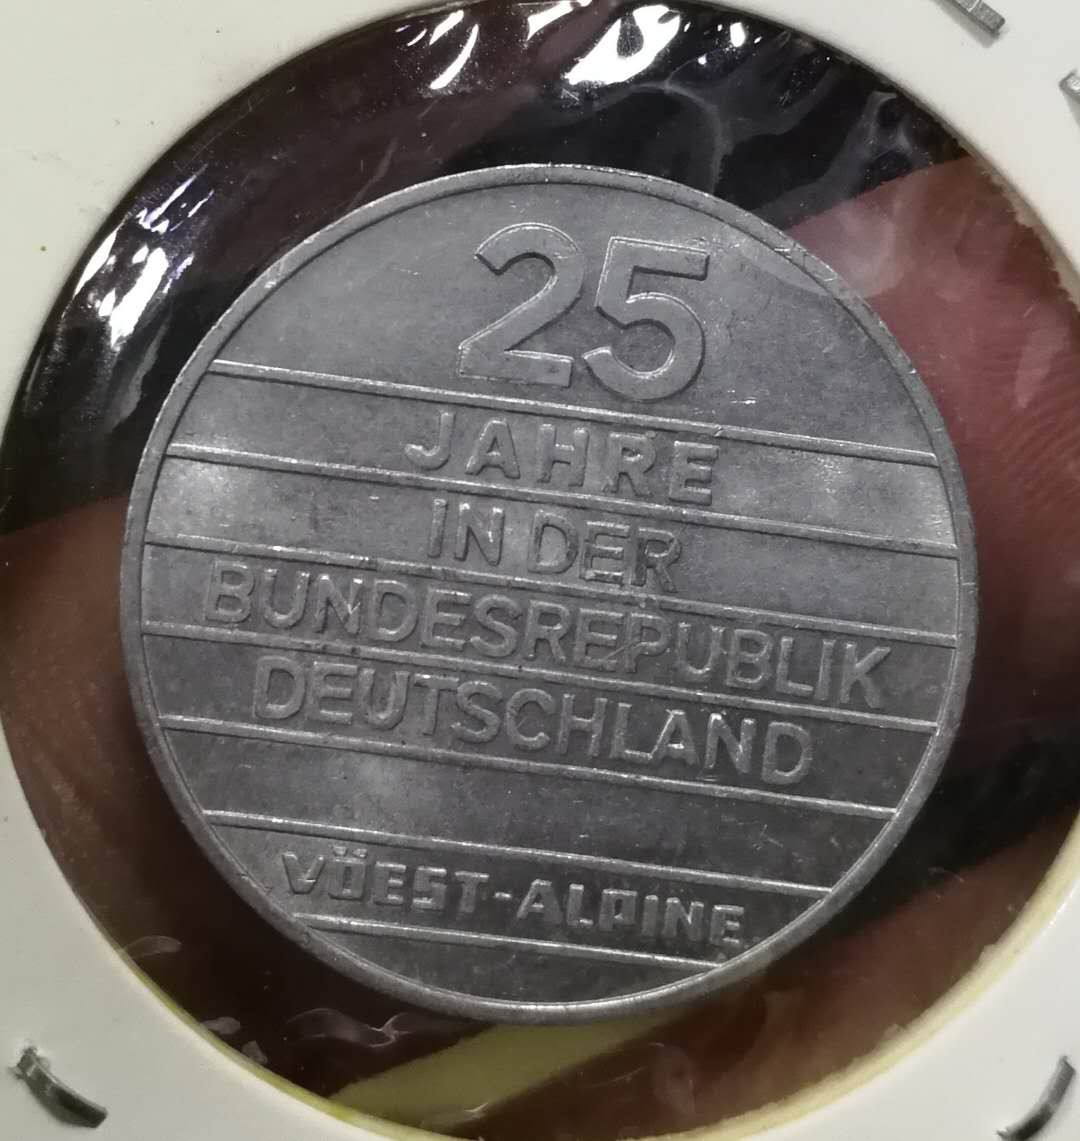 25
JAHRE
IN DER
BUNDESREPUBLIK
DEUTSCHLAND
VÖEST-ALPINE